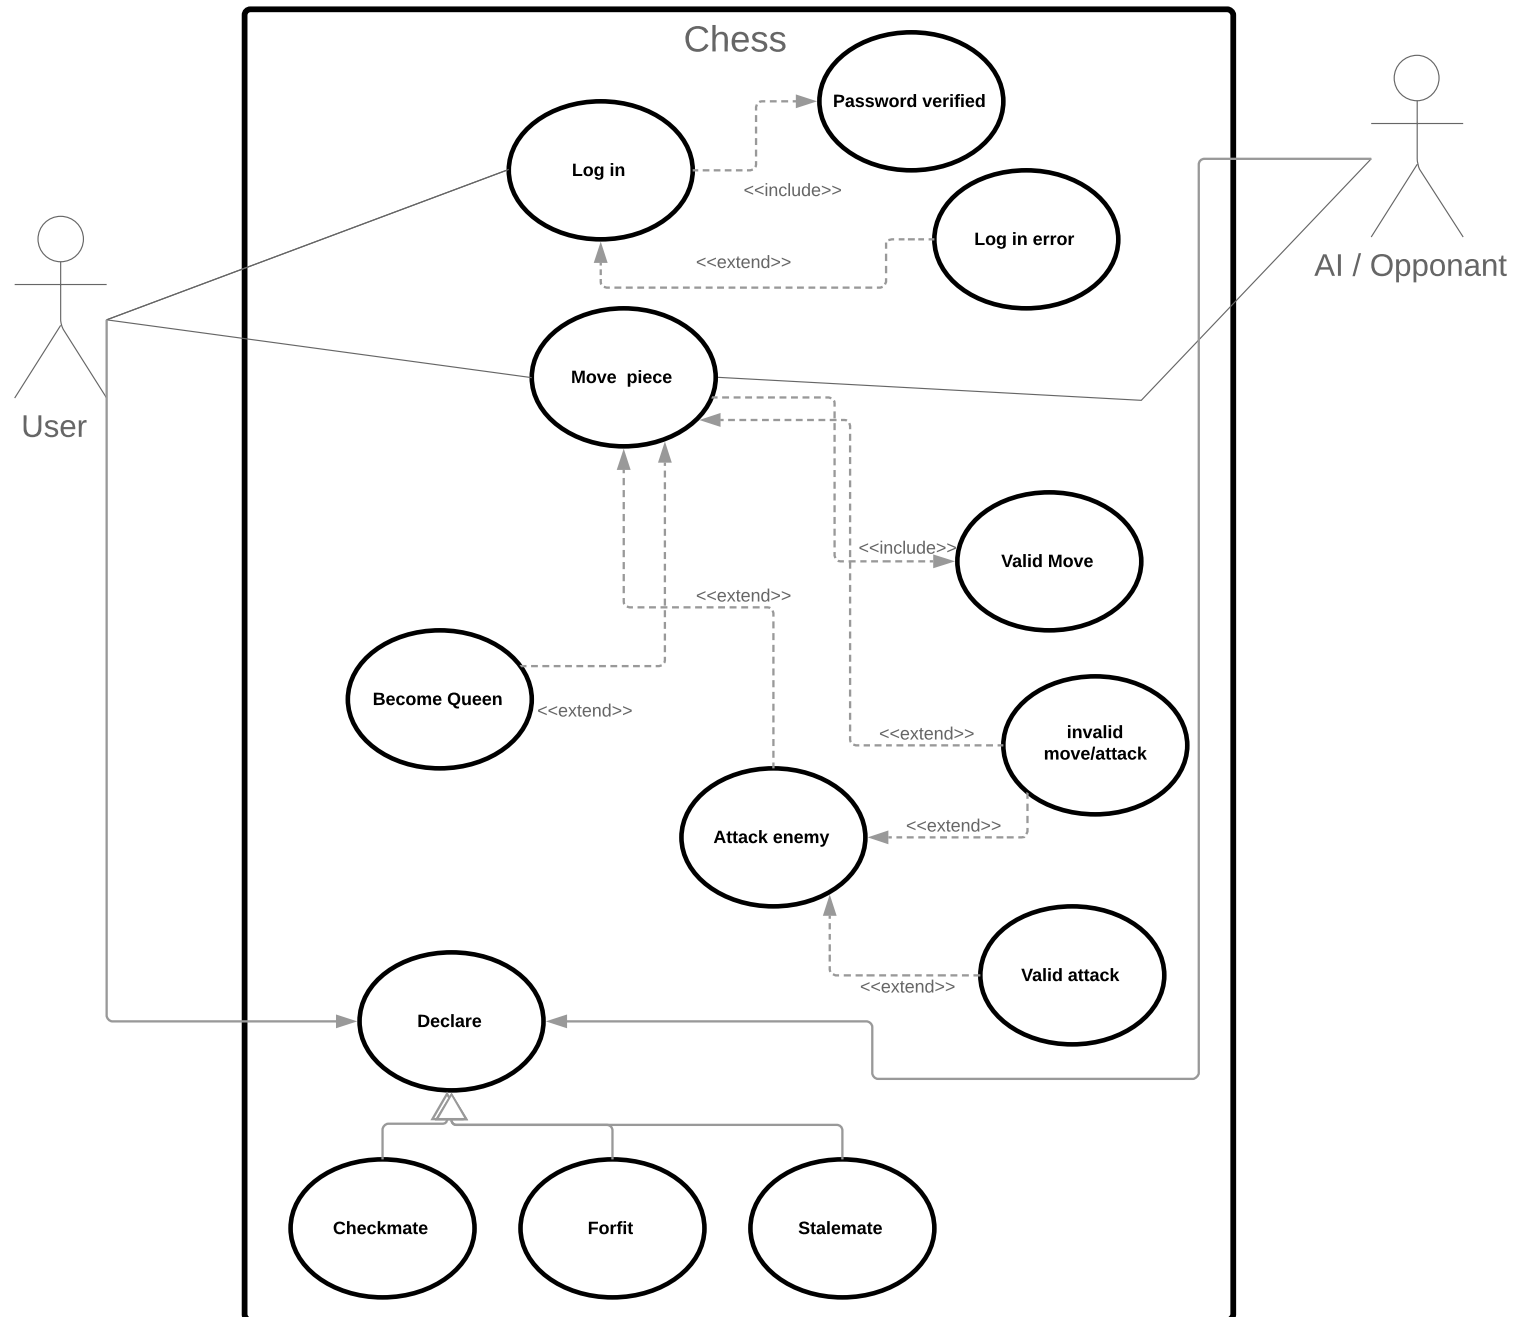 Chess
Password verified
Log in
<<include>>
Log in error
<<extend>>
AI / Opponant
User
Move  piece
<<include>>
Valid Move
<<extend>>
Become Queen
<<extend>>
invalid
move/attack
<<extend>>
<<extend>>
Attack enemy
Valid attack
<<extend>>
Declare
Checkmate
Forfit
Stalemate